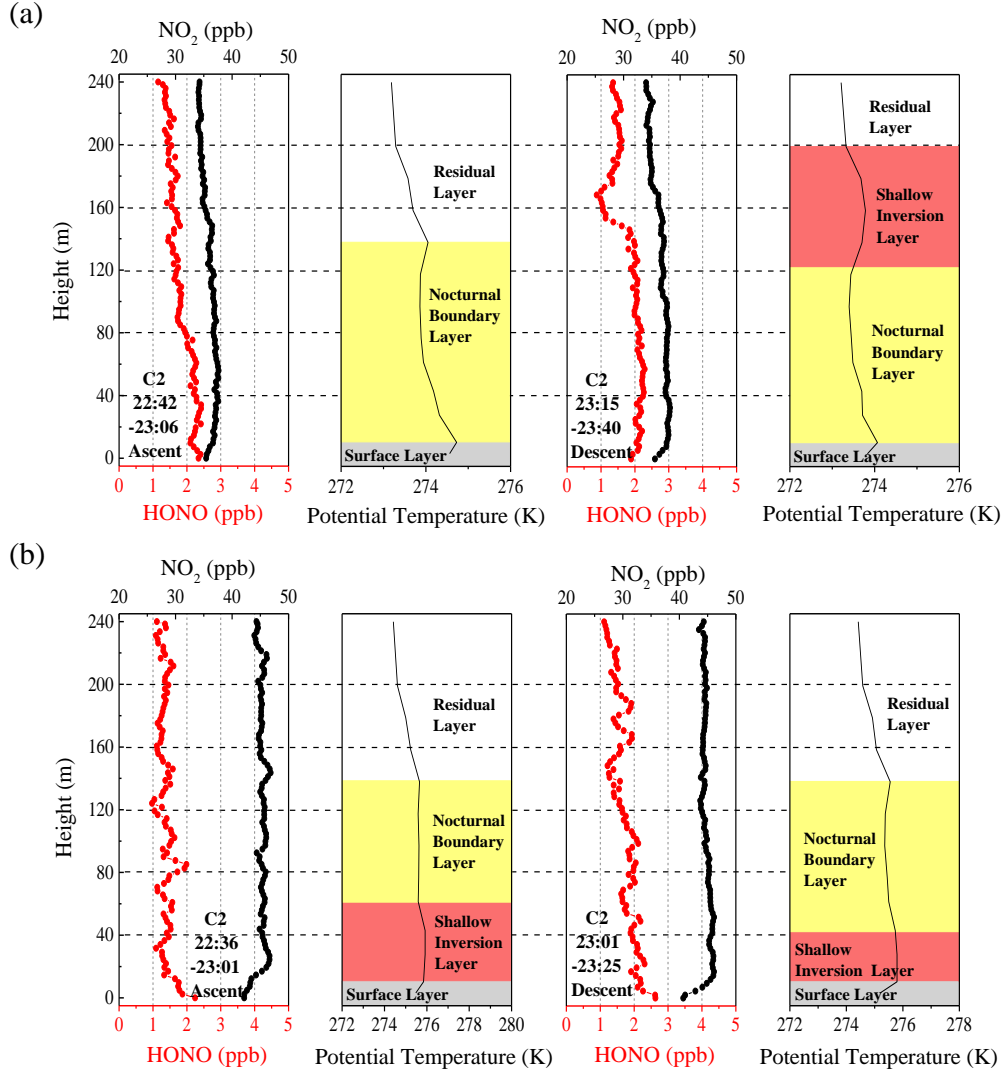 (a)
NO2 (ppb)
20 30 40 50
240
200
160
120
80
40
0
Height (m)
C2
22:42
-23:06
Ascent
0 1 2 3 4 5
HONO (ppb)
Residual
Layer
Nocturnal
Boundary
Layer
Surface Layer
272 274 276
Potential Temperature (K)
NO2 (ppb)
20 30 40 50
C2
23:15
-23:40
Descent
0 1 2 3 4 5
HONO (ppb)
Residual
Layer
Shallow
Inversion
Layer
Nocturnal
Boundary
Layer
Surface Layer
272 274 276
Potential Temperature (K)
(b)
NO2 (ppb)
20 30 40 50
240
200
160
120
80
40
0
Height (m)
C2
22:36
-23:01
Ascent
0 1 2 3 4 5
HONO (ppb)
Residual
Layer
Nocturnal
Boundary
Layer
Shallow
Inversion
Layer
Surface Layer
272 274 276 278 280
Potential Temperature (K)
NO2 (ppb)
20 30 40 50
C2
23:01
-23:25
Descent
0 1 2 3 4 5
HONO (ppb)
Residual
Layer
Nocturnal
Boundary
Layer
Shallow
Inversion Layer
Surface Layer
272 274 276 278
Potential Temperature (K)